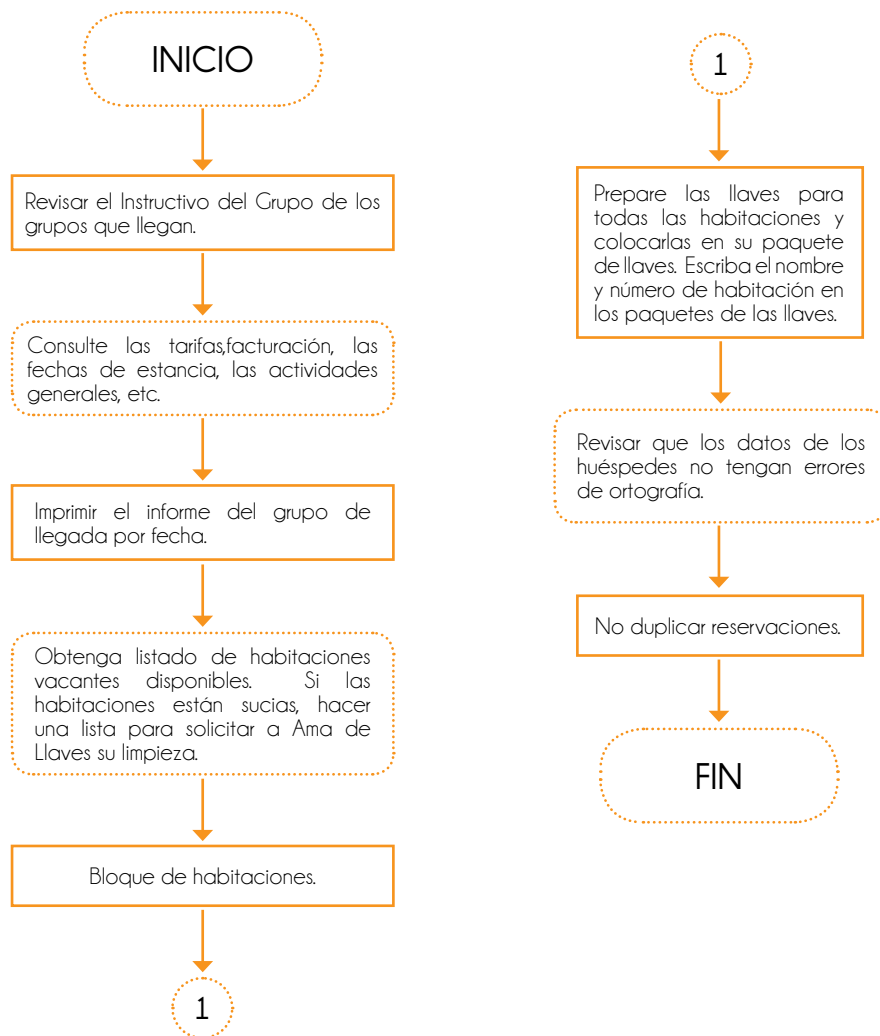 INICIO
Revisar el Instructivo del Grupo de los
grupos que llegan.
Consulte las tarifas,facturación, las
fechas de estancia, las actividades
generales, etc.
Imprimir el informe del grupo de
llegada por fecha.
Obtenga listado de habitaciones
vacantes disponibles. Si las
habitaciones están sucias, hacer
una lista para solicitar a Ama de
Llaves su limpieza.
Bloque de habitaciones.
1
1
Prepare las llaves para
todas las habitaciones y
colocarlas en su paquete
de llaves. Escriba el nombre
y número de habitación en
los paquetes de las llaves.
Revisar que los datos de los
huéspedes no tengan errores
de ortografía.
No duplicar reservaciones.
FIN